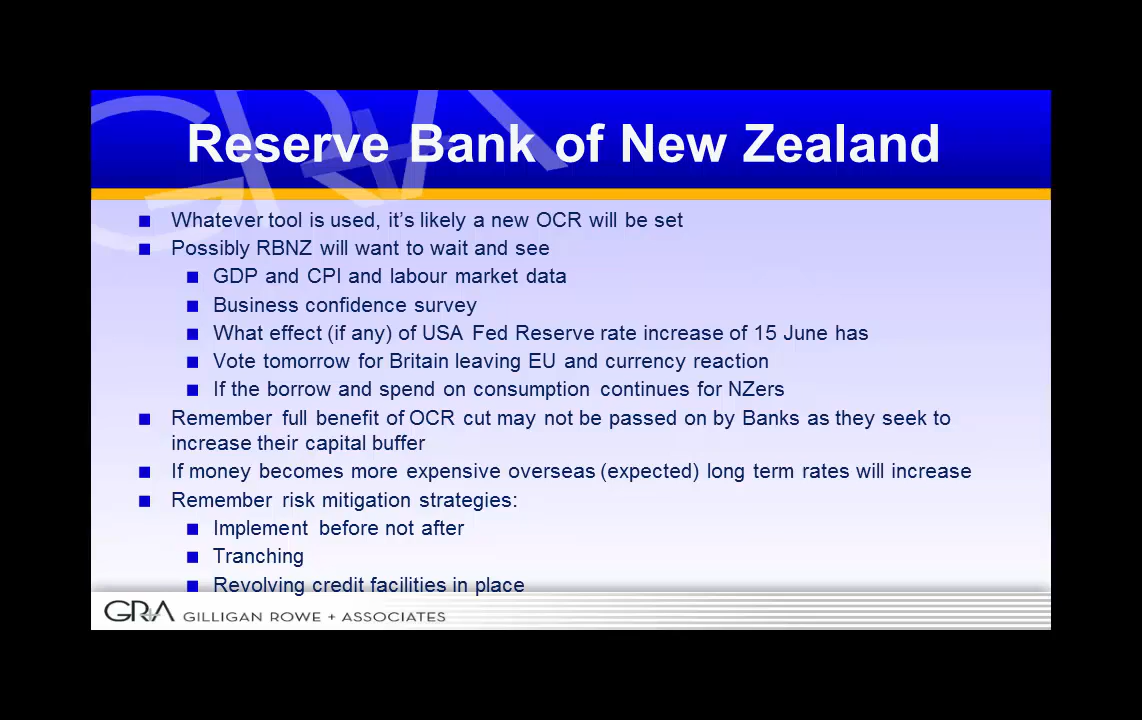 Reserve Bank of New Zealand
Whatever tool is used, it's likely a new OCR will be set
Possibly RBNZ will want to wait and see
GDP and CPI and labour market data
Business confidence survey
What effect (if any) of USA Fed Reserve rate increase of 15 June has
Vote tomorrow for Britain leaving EU and currency reaction
If the borrow and spend on consumption continues for NZers
Remember full benefit of OCR cut may not be passed on by Banks as they seek to
increase their capital buffer
If money becomes more expensive overseas (expected) long term rates will increase
Remember risk mitigation strategies:
Implement before not after
Tranching
Revolving credit facilities in place
GRA GILLIGAN ROWE + ASSOCIATES